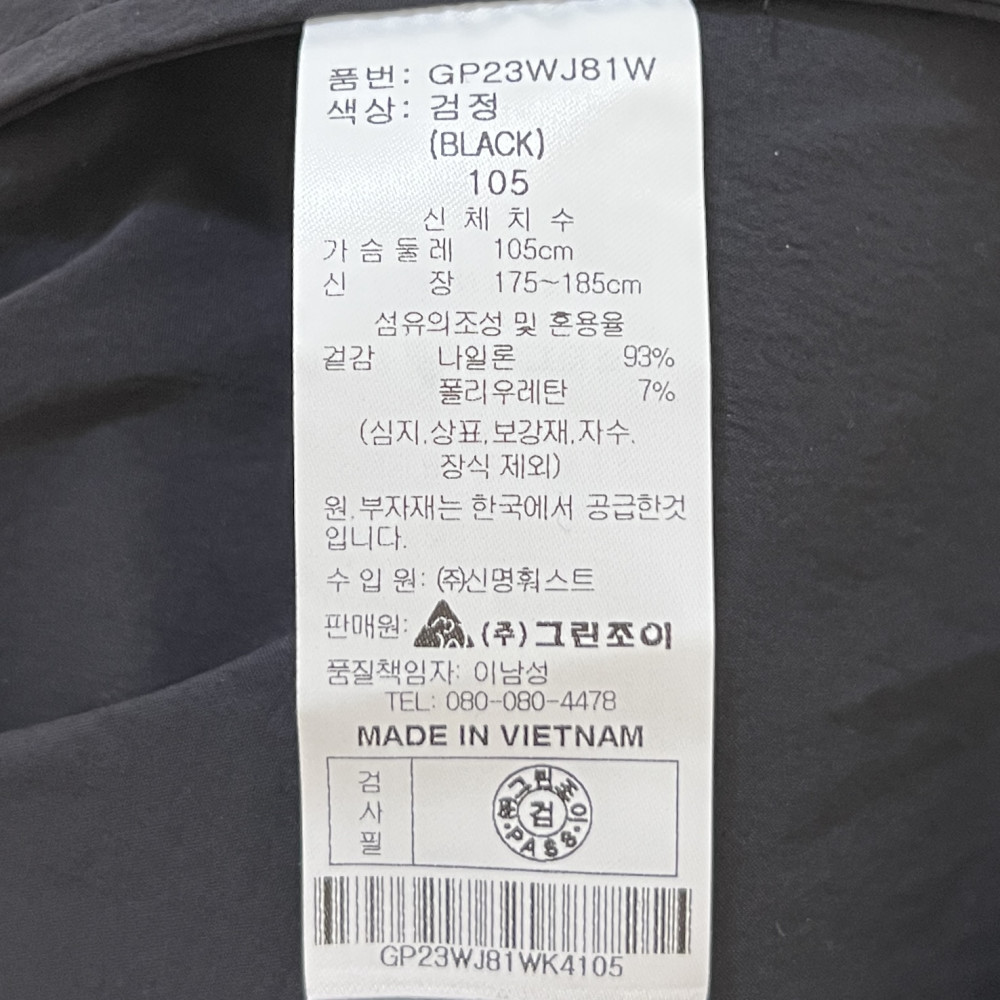 품번: GP23WJ81W
색상: 검정
(BLACK)
105
신 체 치 수
가 슴 둘 레 105cm
신 장 175~185cm
섬유의조성 및 혼용율
겉감 나일론 93%
폴리우레탄 7%
(심지.상표.보강재.자수.
장식 제외)
원.부자재는 한국에서 공급한것
입니다.
수 입 원: (주)신명훠스트
판매원: (주)그린조이
품질책임자: 이남성
TEL: 080-080-4478
MADE IN VIETNAM
검
사
필
그린조이
검
PASS
GP23WJ81WK4105